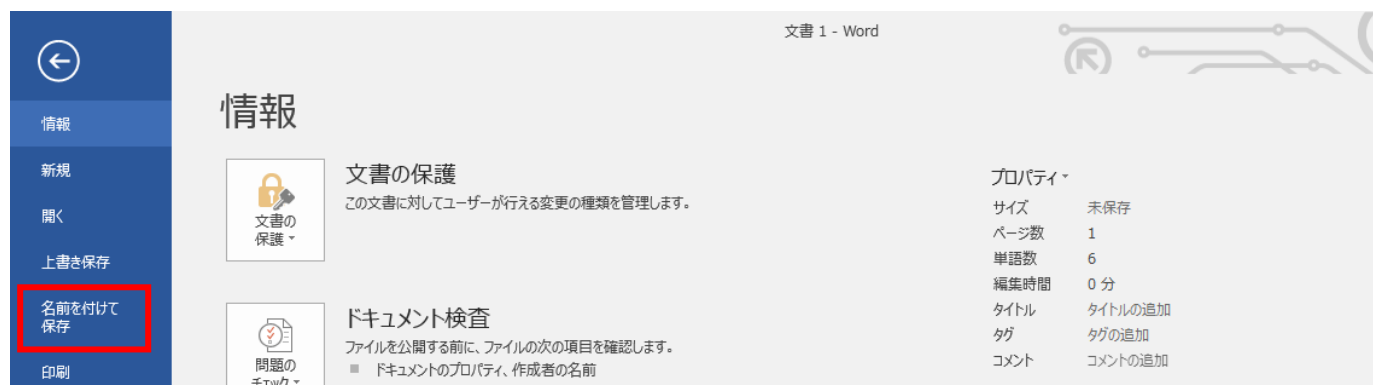 文書 1 - Word
情報
新規
開く
上書き保存
名前を付けて
保存
印刷
情報
文書の
保護
文書の保護
この文書に対してユーザーが行える変更の種類を管理します。
問題の
チェック
ドキュメント検査
ファイルを公開する前に、ファイルの次の項目を確認します。
ドキュメントのプロパティ、作成者の名前
プロパティ
サイズ 未保存
ページ数 1
単語数 6
編集時間 0 分
タイトル タイトルの追加
タグ タグの追加
コメント コメントの追加